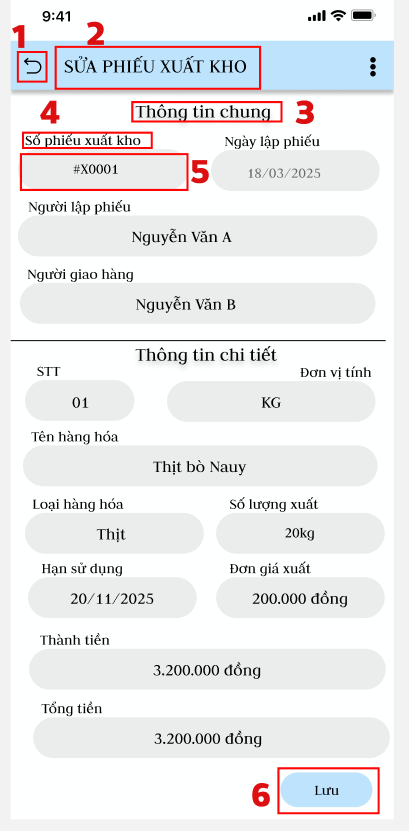 9:41
1
2
SỬA PHIẾU XUẤT KHO
4
Thông tin chung
3
Số phiếu xuất kho
Ngày lập phiếu
#X0001
5
18/03/2025
Người lập phiếu
Nguyễn Văn A
Người giao hàng
Nguyễn Văn B
Thông tin chi tiết
STT
Đơn vị tính
01
KG
Tên hàng hóa
Thịt bò Nauy
Loại hàng hóa
Số lượng xuất
Thịt
20kg
Hạn sử dụng
Đơn giá xuất
20/11/2025
200.000 đồng
Thành tiền
3.200.000 đồng
Tổng tiền
3.200.000 đồng
6
Lưu